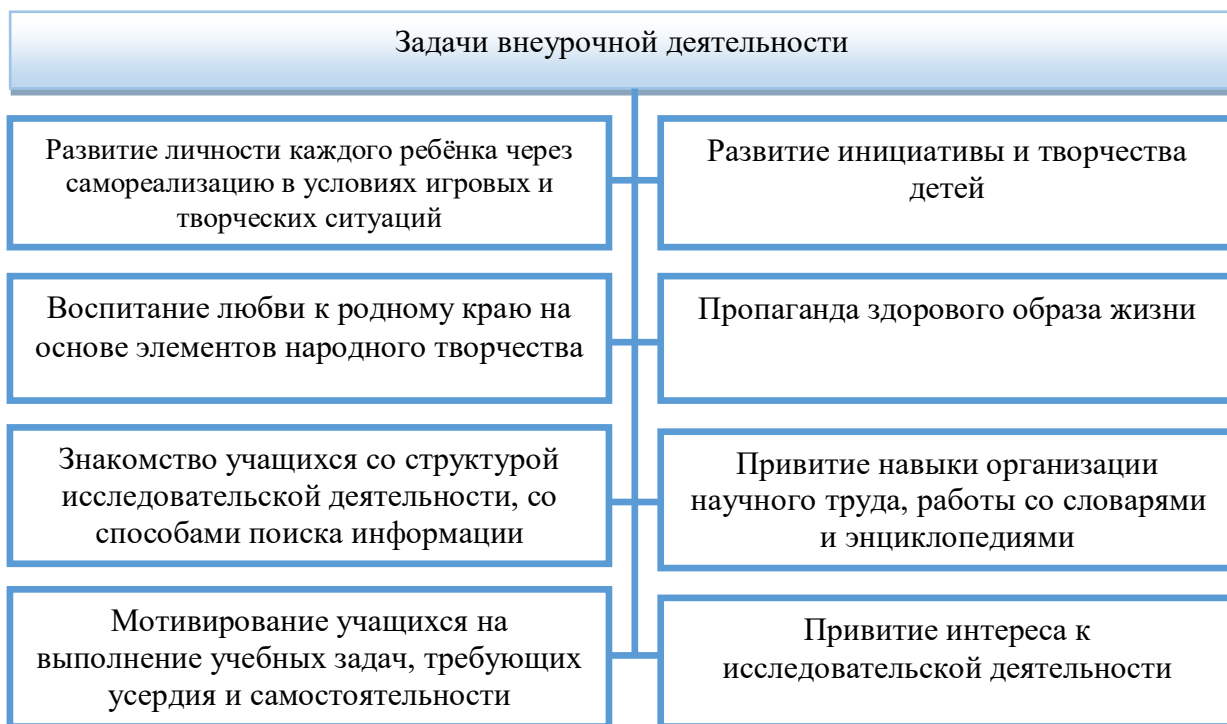 Задачи внеурочной деятельности
Развитие личности каждого ребёнка через
самореализацию в условиях игровых и
творческих ситуаций
Развитие инициативы и творчества
детей
Воспитание любви к родному краю на
основе элементов народного творчества
Пропаганда здорового образа жизни
Знакомство учащихся со структурой
исследовательской деятельности, со
способами поиска информации
Привитие навыки организации
научного труда, работы со словарями
и энциклопедиями
Мотивирование учащихся на
выполнение учебных задач, требующих
усердия и самостоятельности
Привитие интереса к
исследовательской деятельности